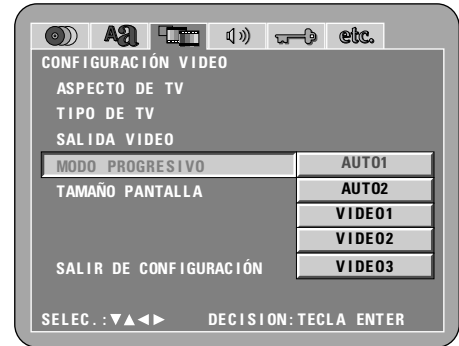 Aa etc.
CONFIGURACIÓN VIDEO
ASPECTO DE TV
TIPO DE TV
SALIDA VIDEO
MODO PROGRESIVO AUTO1
TAMAÑO PANTALLA AUTO2
VIDEO1
VIDEO2
SALIR DE CONFIGURACIÓN VIDEO3
SELEC.:▼▲◀▶ DECISION:TECLA ENTER